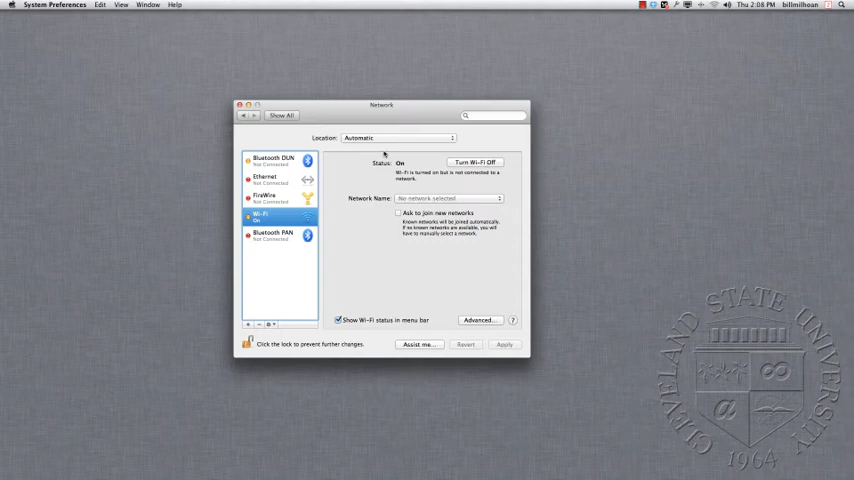 System Preferences Edit View Window Help
Thu 2:08 PM billmilhoan
Network
Show All
Location: Automatic
Bluetooth DUN
Not Connected
Ethernet
Not Connected
FireWire
Not Connected
Wi-Fi
On
Bluetooth PAN
Not Connected
Status: On
Turn Wi-Fi Off
Wi-Fi is turned on but is not connected to a
network.
Network Name: No network selected
Ask to join new networks
Known networks will be joined automatically.
If no known networks are available, you will
have to manually select a network.
Show Wi-Fi status in menu bar
Advanced...
?
Click the lock to prevent further changes.
Assist me...
Revert
Apply
CLEVELAND STATE UNIVERSITY
1964